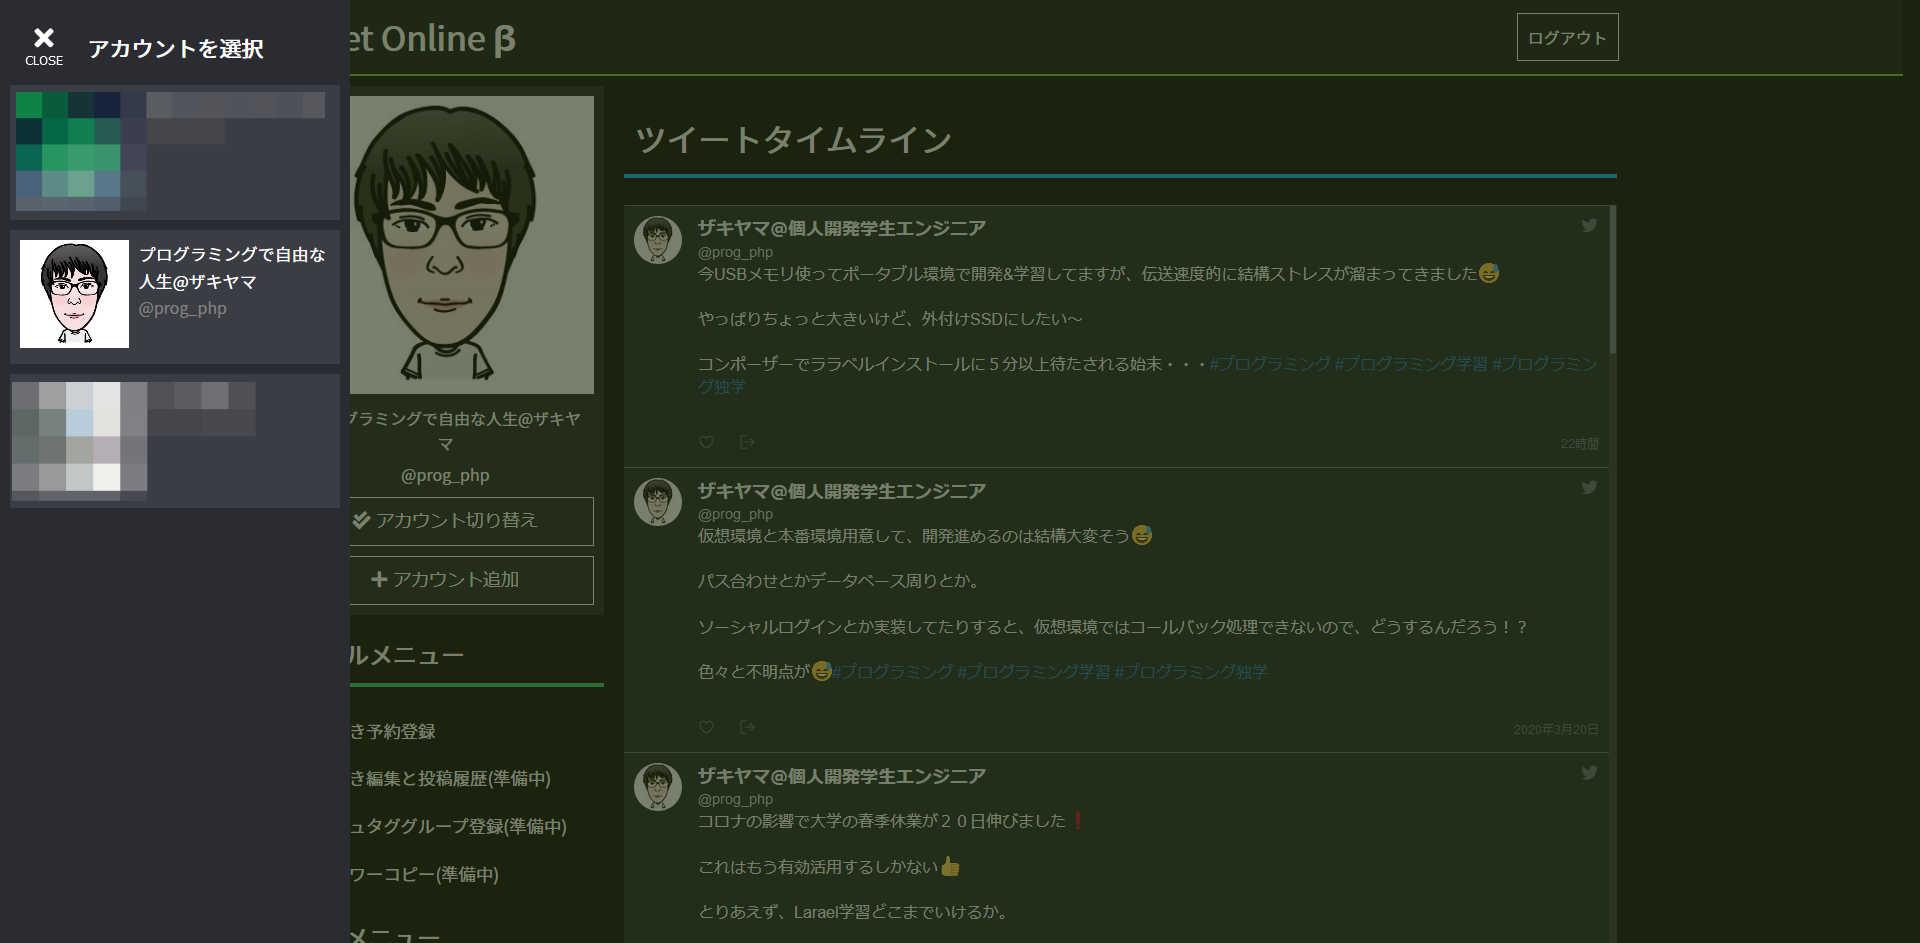 CLOSE
アカウントを選択
プログラミングで自由な
人生@ザキヤマ
@prog_php
et Online β
ログアウト
グラミングで自由な人生@ザキヤ
マ
@prog_php
アカウント切り替え
アカウント追加
ルメニュー
き予約登録
き編集と投稿履歴(準備中)
ュタググループ登録(準備中)
ワーコピー(準備中)
メニュー
ツイートタイムライン
ザキヤマ@個人開発学生エンジニア
@prog_php
今USBメモリ使ってポータブル環境で開発&学習してますが、伝送速度的に結構ストレスが溜まってきました😅
やっぱりちょっと大きいけど、外付けSSDにしたい〜
コンポーザーでララベルインストールに５分以上待たされる始末・・・#プログラミング #プログラミング学習 #プログラミン
グ独学
22時間
ザキヤマ@個人開発学生エンジニア
@prog_php
仮想環境と本番環境用意して、開発進めるのは結構大変そう😅
パス合わせとかデータベース周りとか。
ソーシャルログインとか実装してたりすると、仮想環境ではコールバック処理できないので、どうするんだろう！？
色々と不明点が😅#プログラミング #プログラミング学習 #プログラミング独学
2020年3月20日
ザキヤマ@個人開発学生エンジニア
@prog_php
コロナの影響で大学の春季休業が２０日伸びました❗
これはもう有効活用するしかない👍
とりあえず、Larael学習どこまでいけるか。